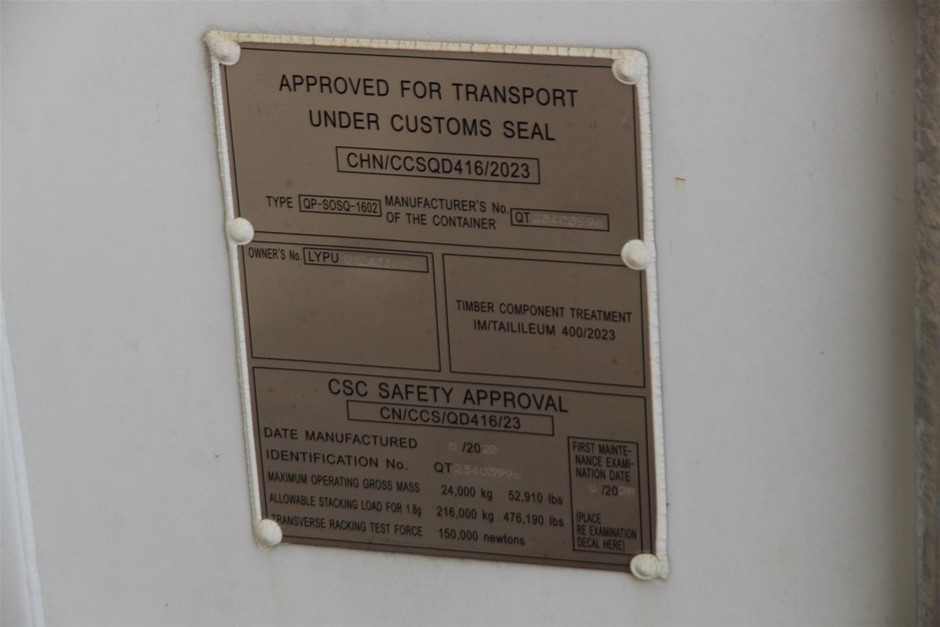 APPROVED FOR TRANSPORT
UNDER CUSTOMS SEAL
CHN/CCSQD416/2023
TYPE QP-SOSQ-1602 MANUFACTURER'S No. OF THE CONTAINER QT
OWNER'S No. LYPU
TIMBER COMPONENT TREATMENT
IM/TAILILEUM 400/2023
CSC SAFETY APPROVAL
CN/CCS/QD416/23
DATE MANUFACTURED /20
IDENTIFICATION No. QT
MAXIMUM OPERATING GROSS MASS 24,000 kg 52,910 lbs
ALLOWABLE STACKING LOAD FOR 1.8g 216,000 kg 476,190 lbs
TRANSVERSE RACKING TEST FORCE 150,000 newtons
FIRST MAINTE-
NANCE EXAMI-
NATION DATE
/20
(PLACE
RE EXAMINATION
DECAL HERE)